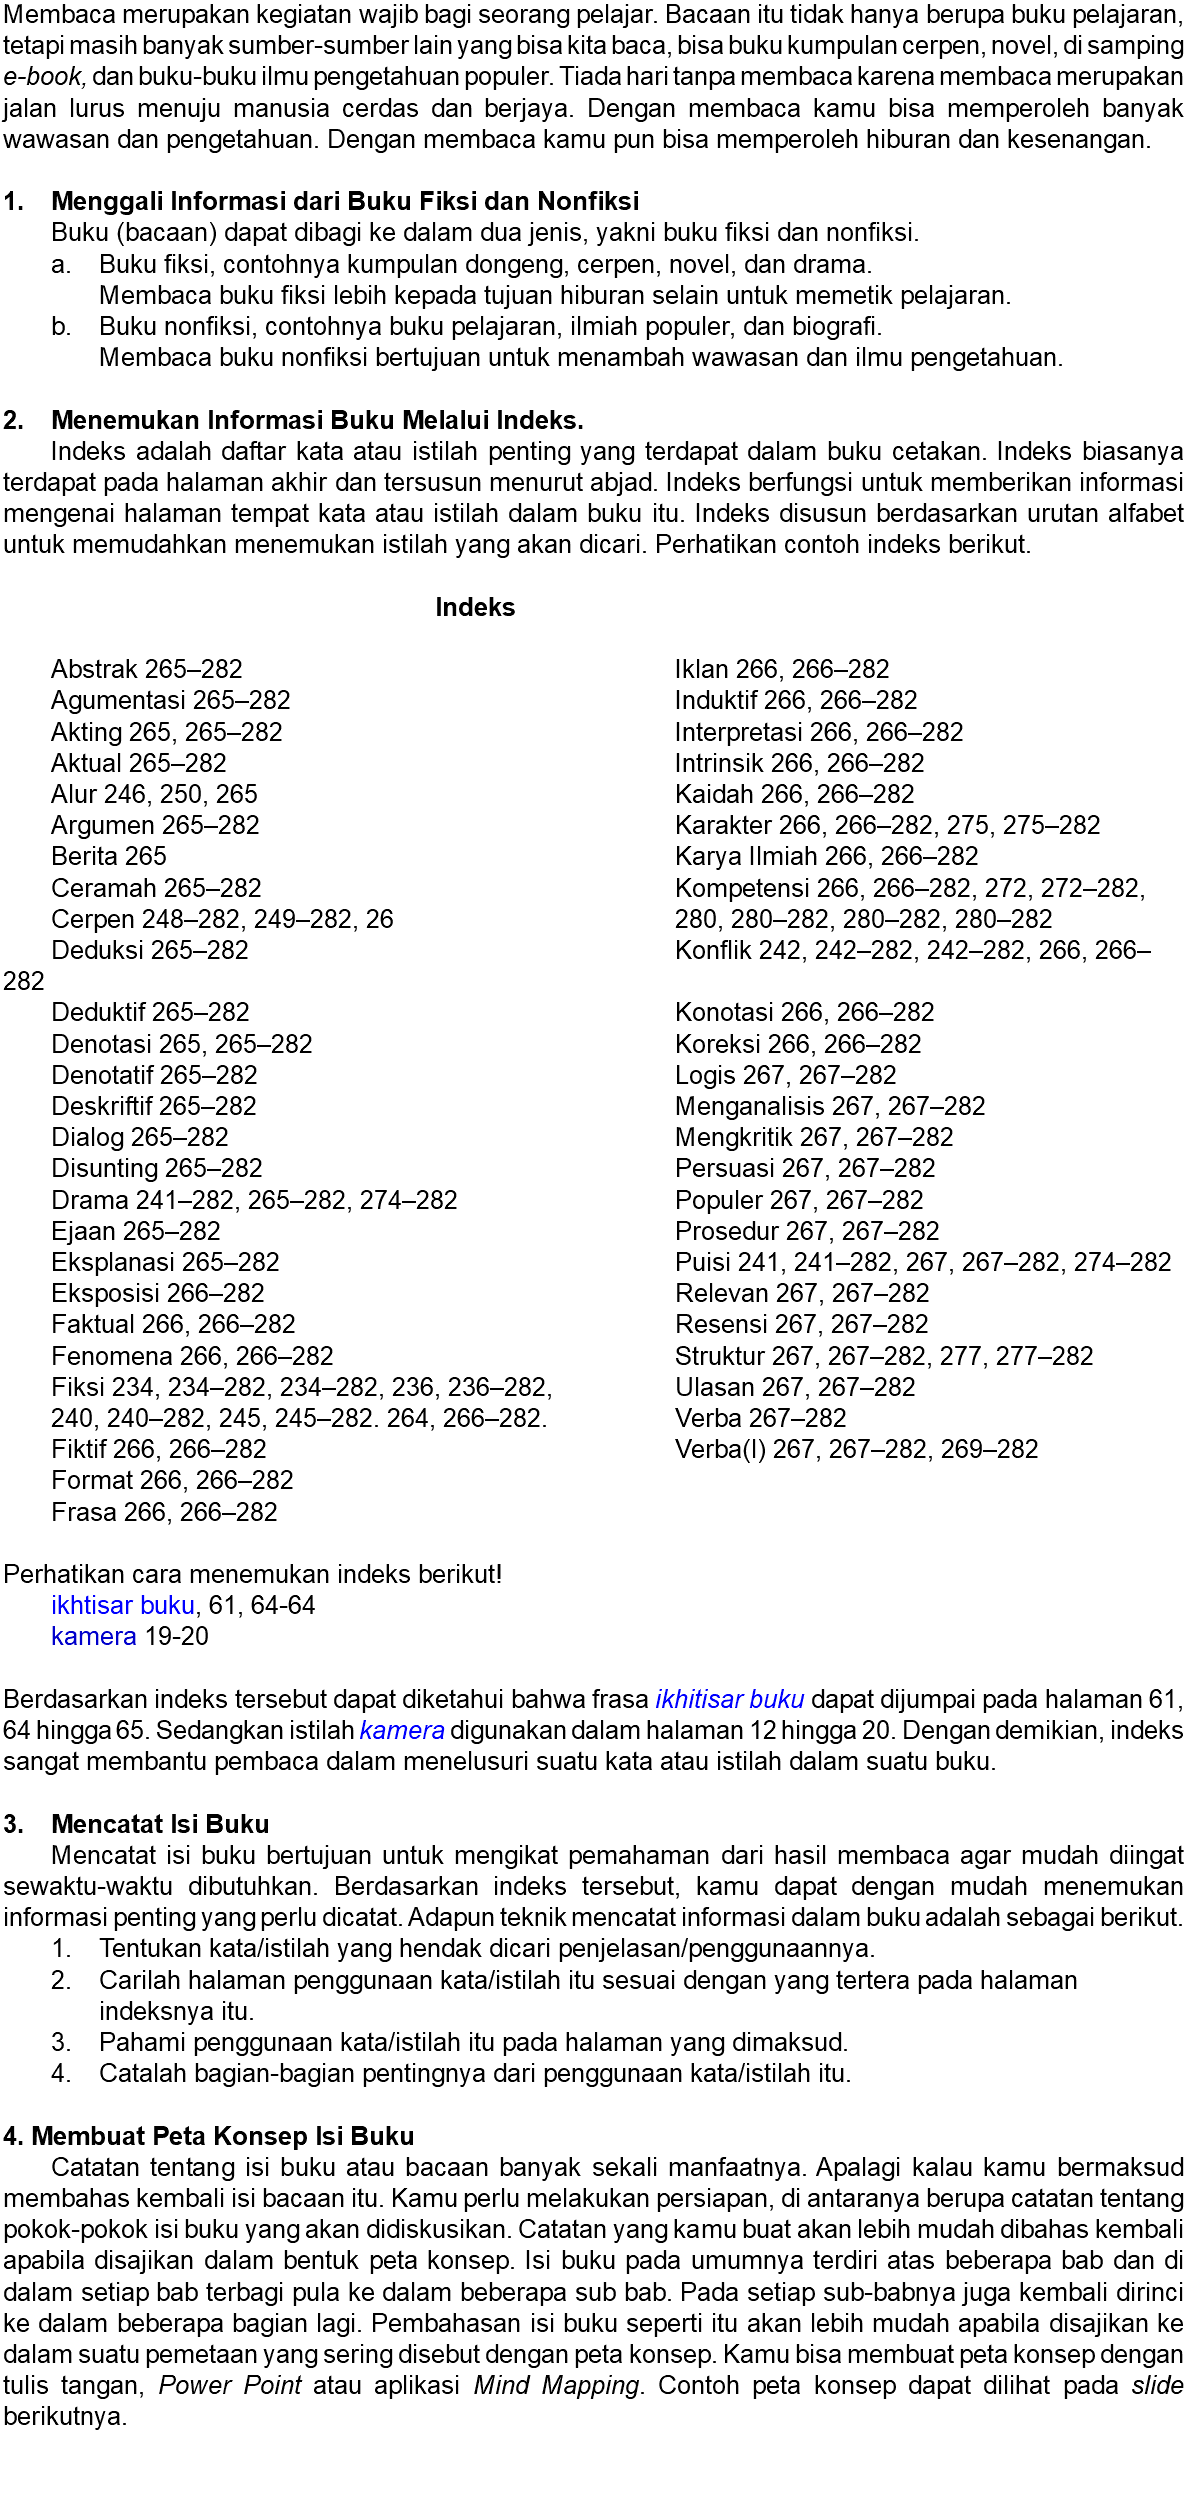 Membaca merupakan kegiatan wajib bagi seorang pelajar. Bacaan itu tidak hanya berupa buku pelajaran,
tetapi masih banyak sumber-sumber lain yang bisa kita baca, bisa buku kumpulan cerpen, novel, di samping
e-book, dan buku-buku ilmu pengetahuan populer. Tiada hari tanpa membaca karena membaca merupakan
jalan lurus menuju manusia cerdas dan berjaya. Dengan membaca kamu bisa memperoleh banyak
wawasan dan pengetahuan. Dengan membaca kamu pun bisa memperoleh hiburan dan kesenangan.
1. Menggali Informasi dari Buku Fiksi dan Nonfiksi
Buku (bacaan) dapat dibagi ke dalam dua jenis, yakni buku fiksi dan nonfiksi.
a. Buku fiksi, contohnya kumpulan dongeng, cerpen, novel, dan drama.
Membaca buku fiksi lebih kepada tujuan hiburan selain untuk memetik pelajaran.
b. Buku nonfiksi, contohnya buku pelajaran, ilmiah populer, dan biografi.
Membaca buku nonfiksi bertujuan untuk menambah wawasan dan ilmu pengetahuan.
2. Menemukan Informasi Buku Melalui Indeks.
Indeks adalah daftar kata atau istilah penting yang terdapat dalam buku cetakan. Indeks biasanya
terdapat pada halaman akhir dan tersusun menurut abjad. Indeks berfungsi untuk memberikan informasi
mengenai halaman tempat kata atau istilah dalam buku itu. Indeks disusun berdasarkan urutan alfabet
untuk memudahkan menemukan istilah yang akan dicari. Perhatikan contoh indeks berikut.
Indeks
Abstrak 265–282 Iklan 266, 266–282
Agumentasi 265–282 Induktif 266, 266–282
Akting 265, 265–282 Interpretasi 266, 266–282
Aktual 265–282 Intrinsik 266, 266–282
Alur 246, 250, 265 Kaidah 266, 266–282
Argumen 265–282 Karakter 266, 266–282, 275, 275–282
Berita 265 Karya Ilmiah 266, 266–282
Ceramah 265–282 Kompetensi 266, 266–282, 272, 272–282,
Cerpen 248–282, 249–282, 26 280, 280–282, 280–282, 280–282
Deduksi 265–282 Konflik 242, 242–282, 242–282, 266, 266–
282
Deduktif 265–282 Konotasi 266, 266–282
Denotasi 265, 265–282 Koreksi 266, 266–282
Denotatif 265–282 Logis 267, 267–282
Deskriftif 265–282 Menganalisis 267, 267–282
Dialog 265–282 Mengkritik 267, 267–282
Disunting 265–282 Persuasi 267, 267–282
Drama 241–282, 265–282, 274–282 Populer 267, 267–282
Ejaan 265–282 Prosedur 267, 267–282
Eksplanasi 265–282 Puisi 241, 241–282, 267, 267–282, 274–282
Eksposisi 266–282 Relevan 267, 267–282
Faktual 266, 266–282 Resensi 267, 267–282
Fenomena 266, 266–282 Struktur 267, 267–282, 277, 277–282
Fiksi 234, 234–282, 234–282, 236, 236–282, Ulasan 267, 267–282
240, 240–282, 245, 245–282. 264, 266–282. Verba 267–282
Fiktif 266, 266–282 Verba(l) 267, 267–282, 269–282
Format 266, 266–282
Frasa 266, 266–282
Perhatikan cara menemukan indeks berikut!
ikhtisar buku, 61, 64-64
kamera 19-20
Berdasarkan indeks tersebut dapat diketahui bahwa frasa ikhitisar buku dapat dijumpai pada halaman 61,
64 hingga 65. Sedangkan istilah kamera digunakan dalam halaman 12 hingga 20. Dengan demikian, indeks
sangat membantu pembaca dalam menelusuri suatu kata atau istilah dalam suatu buku.
3. Mencatat Isi Buku
Mencatat isi buku bertujuan untuk mengikat pemahaman dari hasil membaca agar mudah diingat
sewaktu-waktu dibutuhkan. Berdasarkan indeks tersebut, kamu dapat dengan mudah menemukan
informasi penting yang perlu dicatat. Adapun teknik mencatat informasi dalam buku adalah sebagai berikut.
1. Tentukan kata/istilah yang hendak dicari penjelasan/penggunaannya.
2. Carilah halaman penggunaan kata/istilah itu sesuai dengan yang tertera pada halaman
indeksnya itu.
3. Pahami penggunaan kata/istilah itu pada halaman yang dimaksud.
4. Catalah bagian-bagian pentingnya dari penggunaan kata/istilah itu.
4. Membuat Peta Konsep Isi Buku
Catatan tentang isi buku atau bacaan banyak sekali manfaatnya. Apalagi kalau kamu bermaksud
membahas kembali isi bacaan itu. Kamu perlu melakukan persiapan, di antaranya berupa catatan tentang
pokok-pokok isi buku yang akan didiskusikan. Catatan yang kamu buat akan lebih mudah dibahas kembali
apabila disajikan dalam bentuk peta konsep. Isi buku pada umumnya terdiri atas beberapa bab dan di
dalam setiap bab terbagi pula ke dalam beberapa sub bab. Pada setiap sub-babnya juga kembali dirinci
ke dalam beberapa bagian lagi. Pembahasan isi buku seperti itu akan lebih mudah apabila disajikan ke
dalam suatu pemetaan yang sering disebut dengan peta konsep. Kamu bisa membuat peta konsep dengan
tulis tangan, Power Point atau aplikasi Mind Mapping. Contoh peta konsep dapat dilihat pada slide
berikutnya.